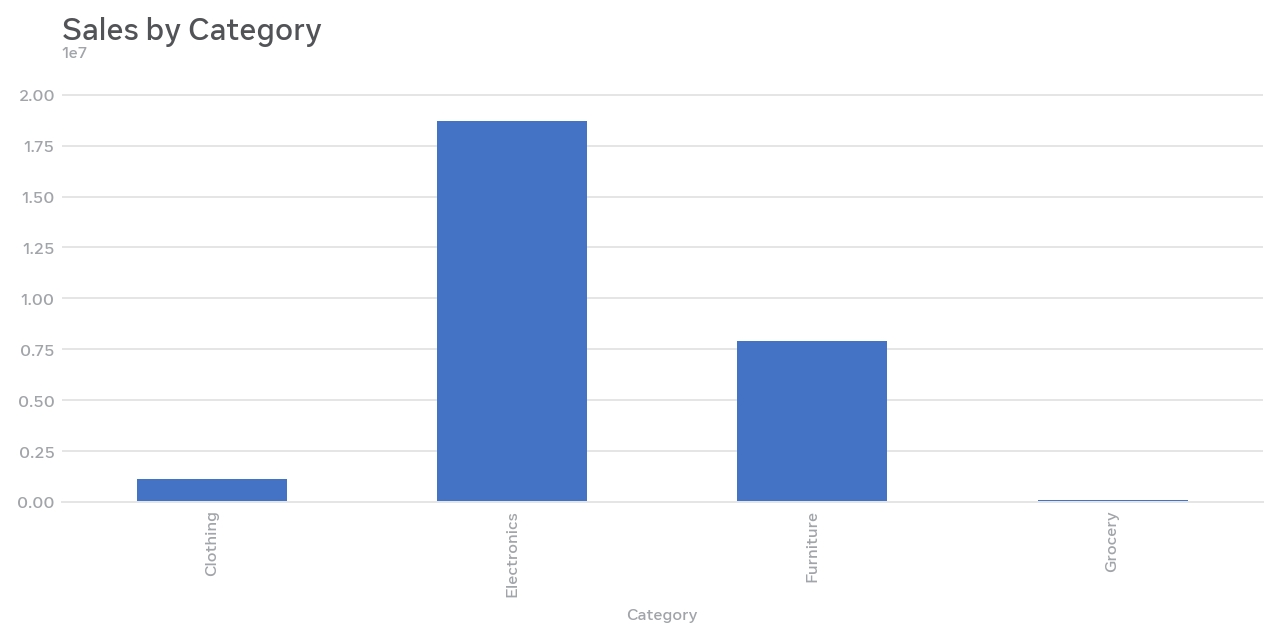 Sales by Category
1e7
2.00
1.75
1.50
1.25
1.00
0.75
0.50
0.25
0.00
Clothing
Electronics
Furniture
Grocery
Category